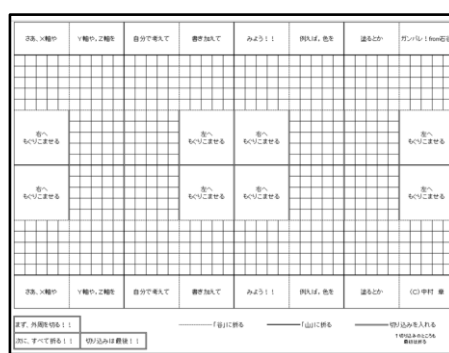 さあ、X軸や
Y軸や、Z軸を
自分で考えて
書き加えて
みよう！！
例えば、色を
塗るとか
ガンバレ！from石谷
右へ
もぐりこませる
左へ
もぐりこませる
右へ
もぐりこませる
左へ
もぐりこませる
右へ
もぐりこませる
左へ
もぐりこませる
右へ
もぐりこませる
左へ
もぐりこませる
さあ、X軸や
Y軸や、Z軸を
自分で考えて
書き加えて
みよう！！
例えば、色を
塗るとか
(C) 中村
まず、外周を切る！！
「谷」に折る
「山」に折る
切り込みを入れる
次に、すべて折る！！
切り込みは最後！！